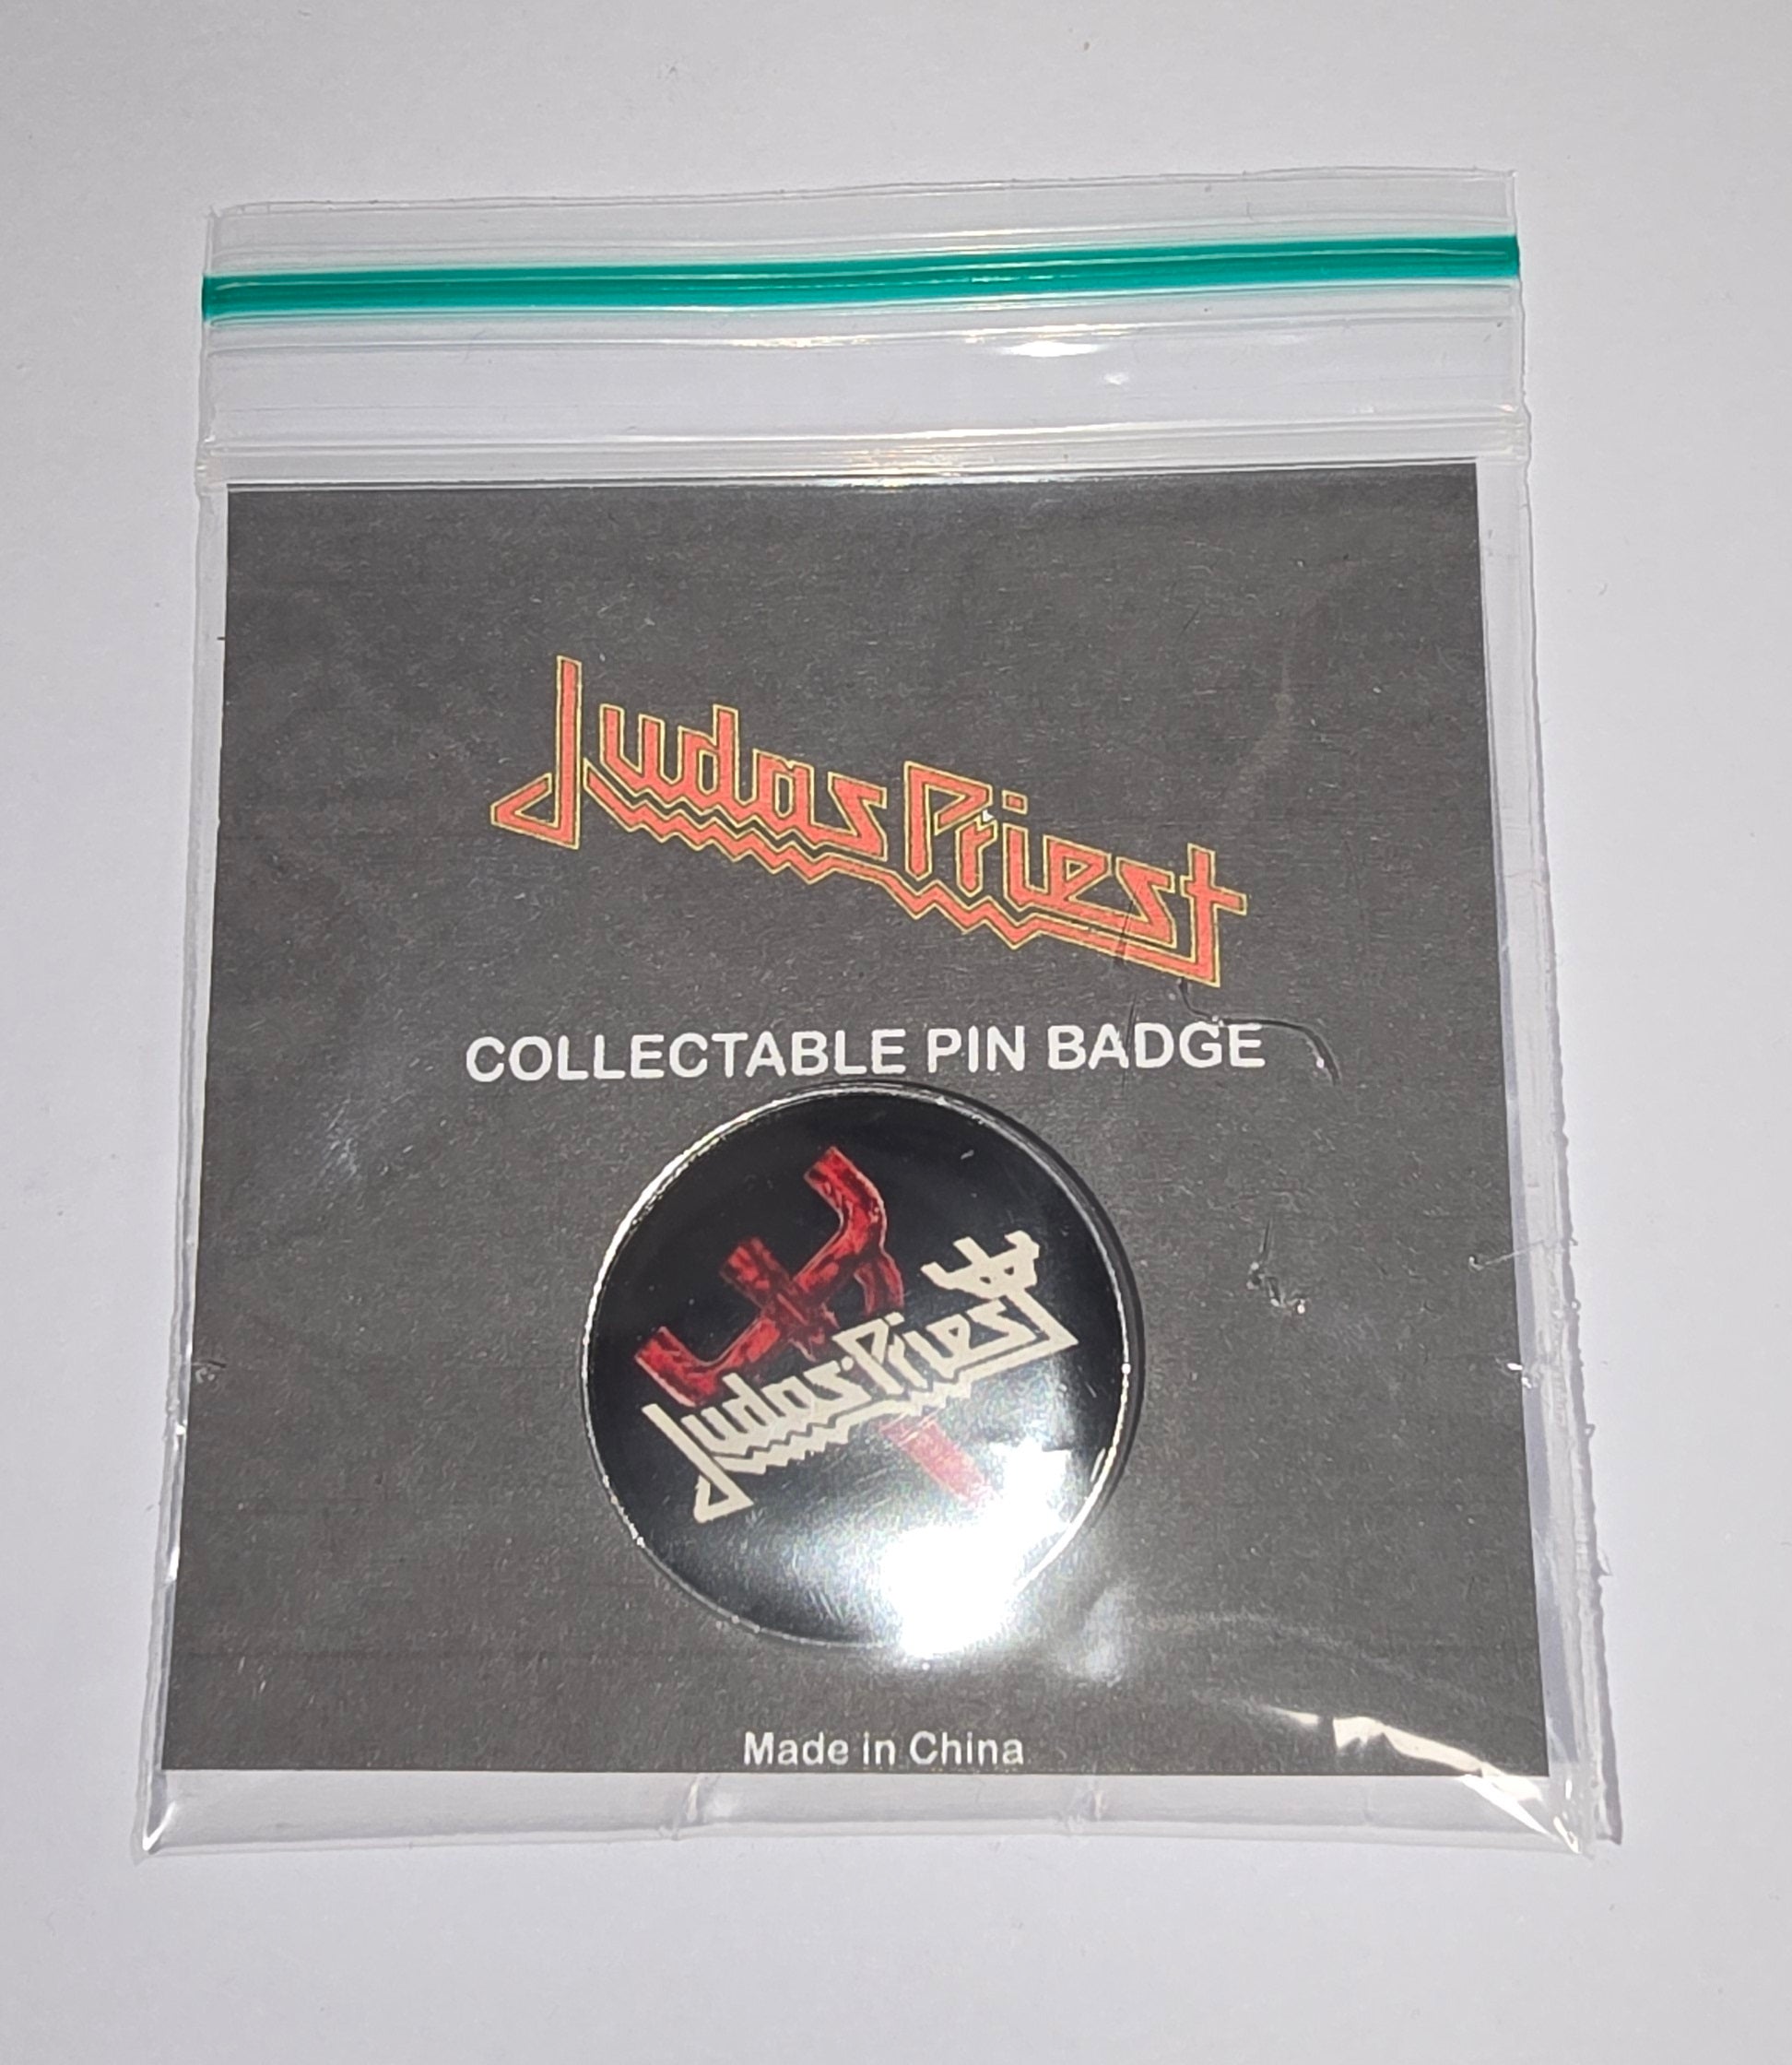 Judas Priest
COLLECTABLE PIN BADGE
Judas Priest
Made in China